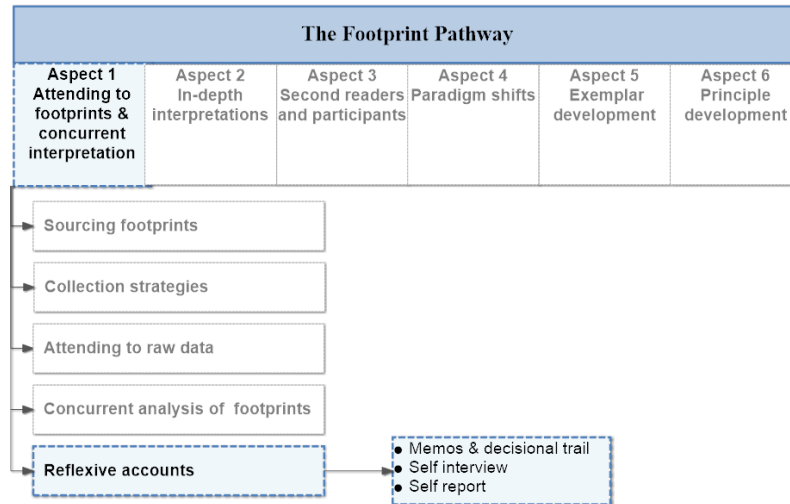 The Footprint Pathway
Aspect 1
Attending to
footprints &
concurrent
interpretation
Aspect 2
In-depth
interpretations
Aspect 3
Second readers
and participants
Aspect 4
Paradigm shifts
Aspect 5
Exemplar
development
Aspect 6
Principle
development
Sourcing footprints
Collection strategies
Attending to raw data
Concurrent analysis of footprints
Reflexive accounts
● Memos & decisional trail
● Self interview
● Self report